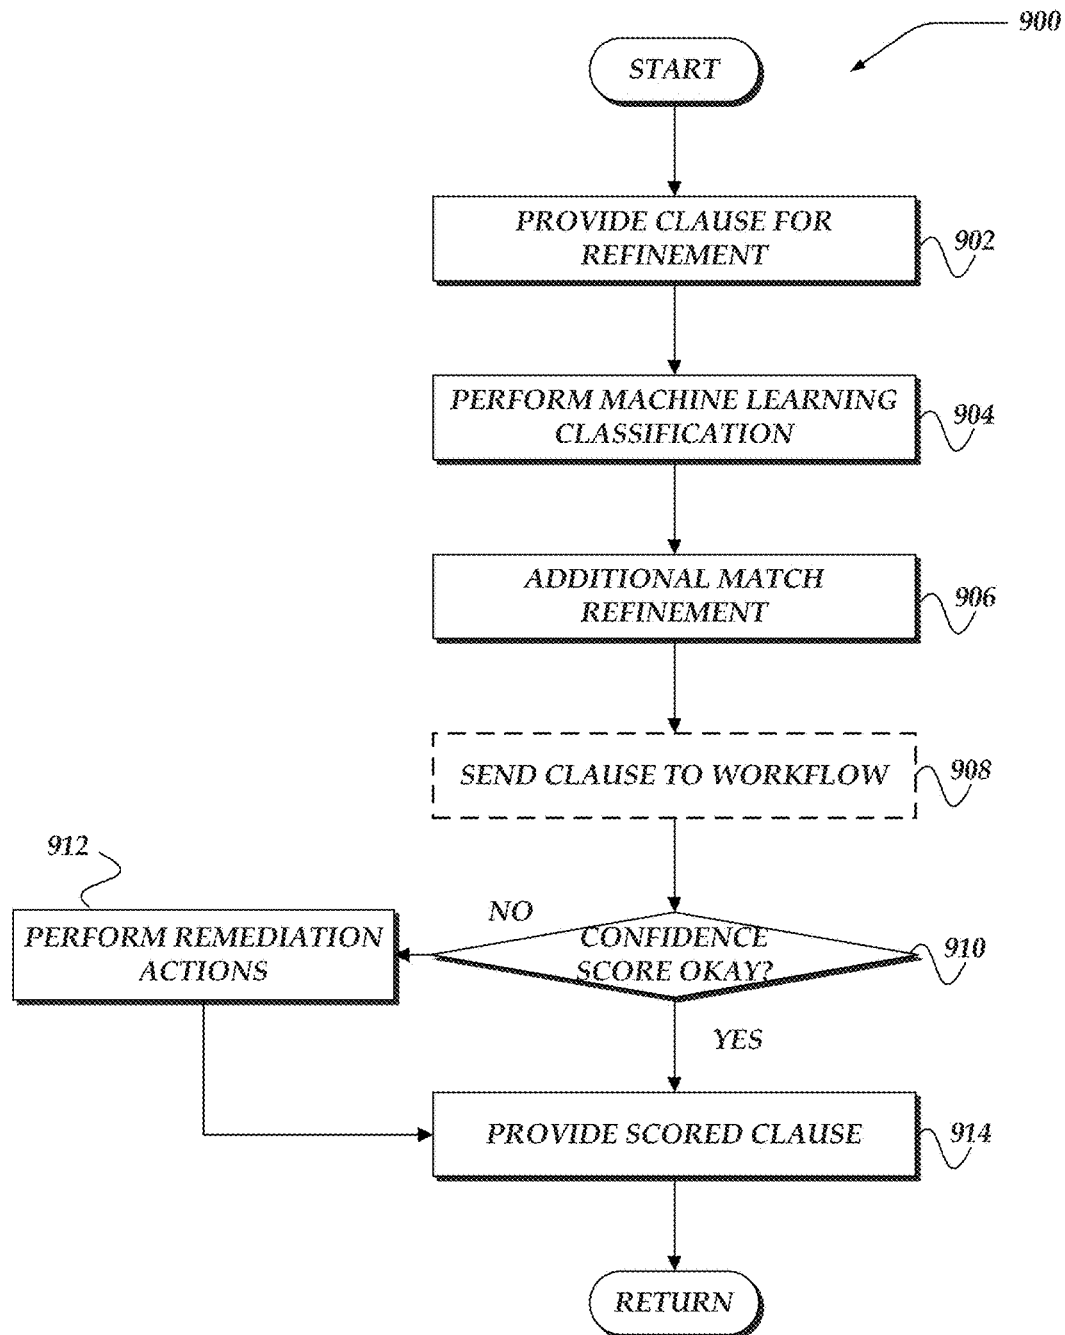 900
START
PROVIDE CLAUSE FOR
REFINEMENT
902
PERFORM MACHINE LEARNING
CLASSIFICATION
904
ADDITIONAL MATCH
REFINEMENT
906
SEND CLAUSE TO WORKFLOW
908
912
NO
PERFORM REMEDIATION
ACTIONS
CONFIDENCE
SCORE OKAY?
910
YES
PROVIDE SCORED CLAUSE
914
RETURN